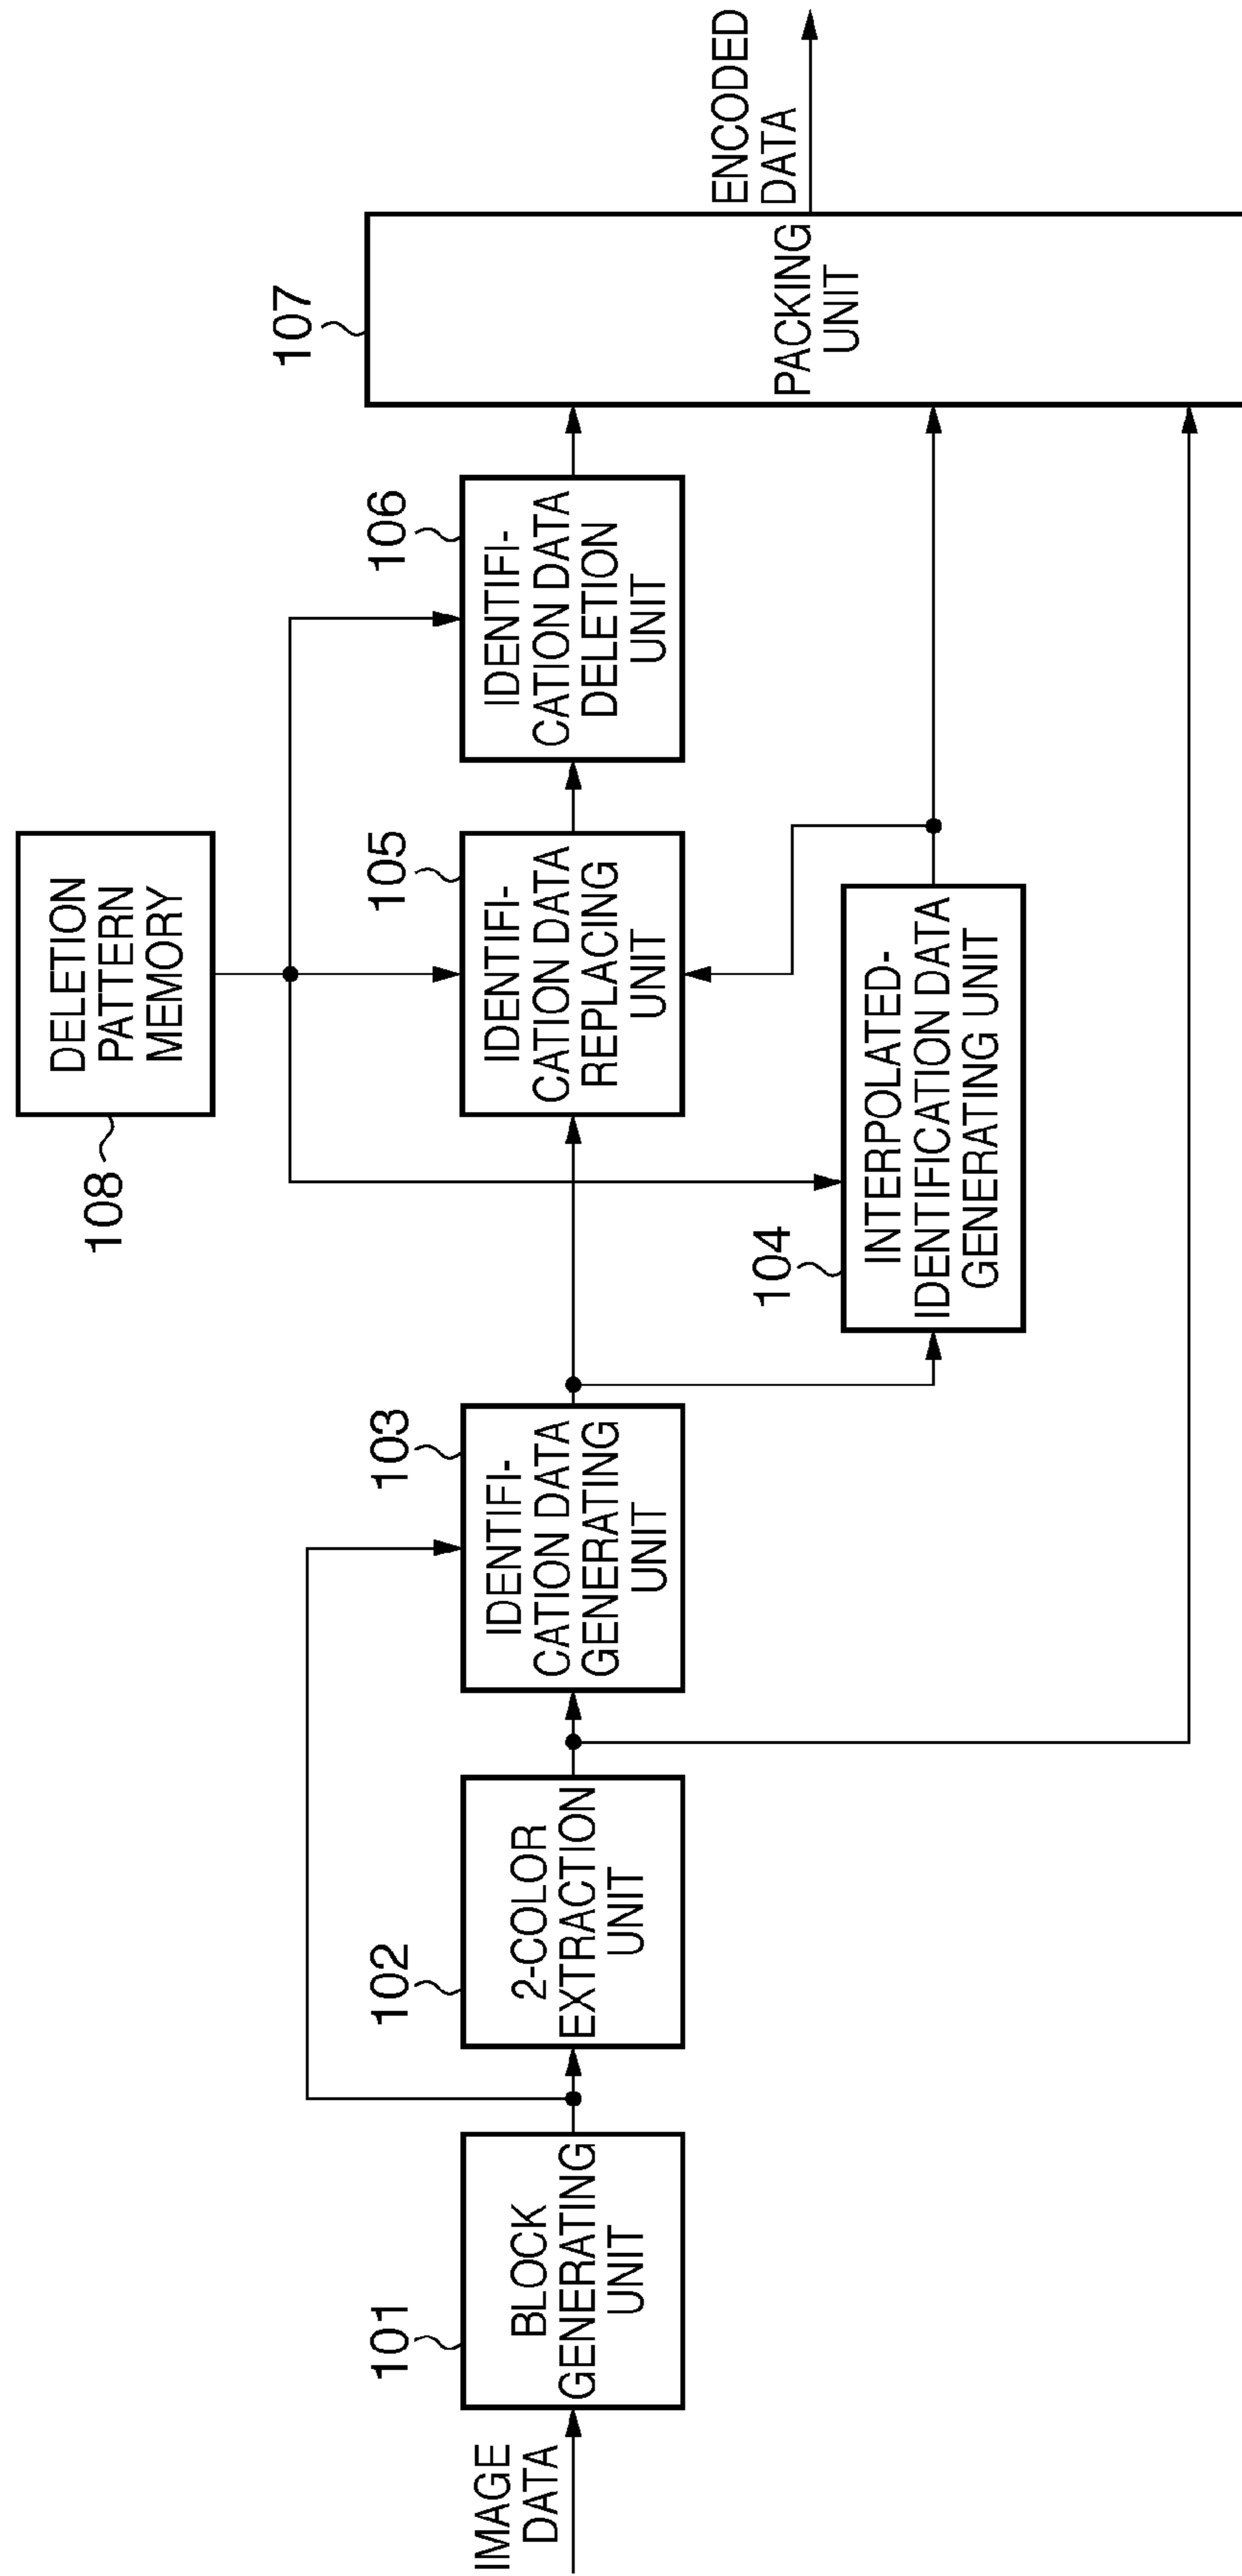 IMAGE
DATA
101
BLOCK
GENERATING
UNIT
102
2-COLOR
EXTRACTION
UNIT
103
IDENTIFI-
CATION DATA
GENERATING
UNIT
104
INTERPOLATED-
IDENTIFICATION DATA
GENERATING UNIT
108
DELETION
PATTERN
MEMORY
105
IDENTIFI-
CATION DATA
REPLACING
UNIT
106
IDENTIFI-
CATION DATA
DELETION
UNIT
107
PACKING
UNIT
ENCODED
DATA